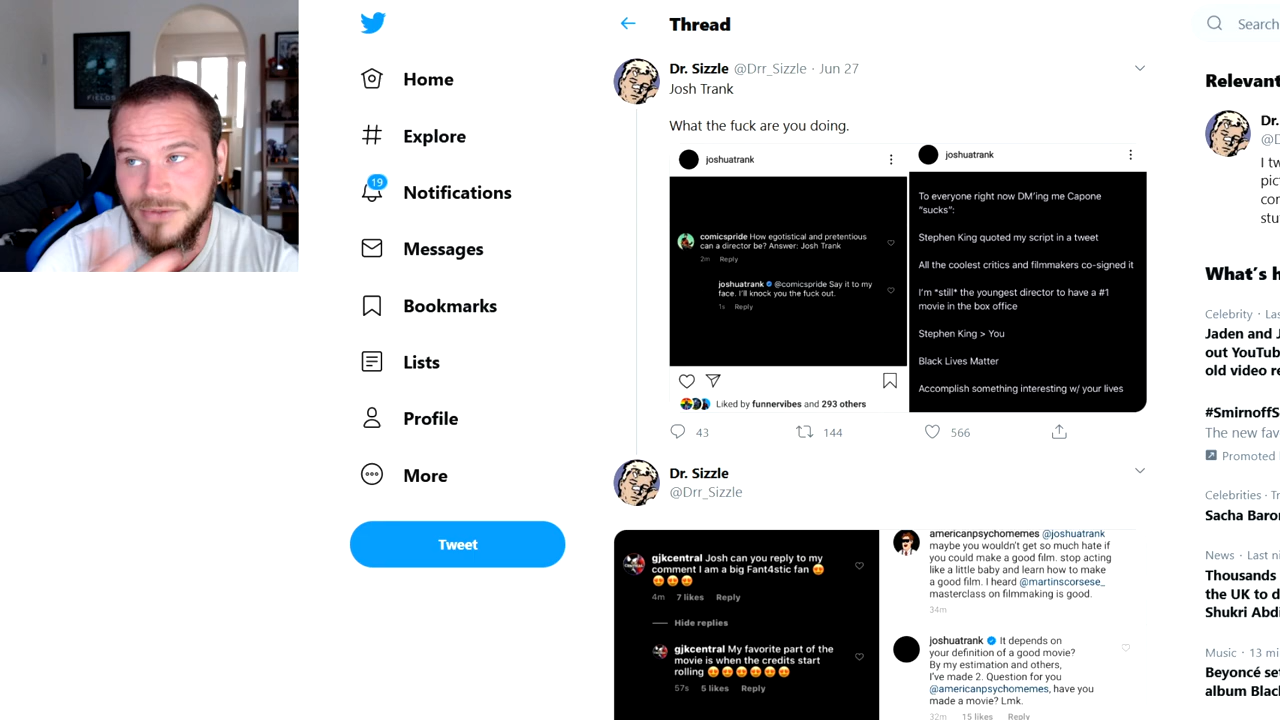 FIELDS
Home
Explore
19
Notifications
Messages
Bookmarks
Lists
Profile
More
Tweet
Thread
Dr. Sizzle @Drr_Sizzle · Jun 27
Josh Trank
What the fuck are you doing.
joshuatrank
comicspride How egotistical and pretentious
can a director be? Answer: Josh Trank
2m Reply
joshuatrank @comicspride Say it to my
face. I'll knock you the fuck out.
1s Reply
Liked by funnervibes and 293 others
joshuatrank
To everyone right now DM'ing me Capone
"sucks":
Stephen King quoted my script in a tweet
All the coolest critics and filmmakers co-signed it
I'm *still* the youngest director to have a #1
movie in the box office
Stephen King > You
Black Lives Matter
Accomplish something interesting w/ your lives
43 144 566
Dr. Sizzle
@Drr_Sizzle
gjkcentral Josh can you reply to my
comment I am a big Fant4stic fan 😍
😍😍😍
4m 7 likes Reply
Hide replies
gjkcentral My favorite part of the
movie is when the credits start
rolling 😍😍😍😍😍😍
57s 5 likes Reply
americanpsychomemes @joshuatrank
maybe you wouldn't get so much hate if
you could make a good film. stop acting
like a little baby and learn how to make
a good film. I heard @martinscorsese_
masterclass on filmmaking is good.
34m
joshuatrank It depends on
your definition of a good movie?
By my estimation and others,
I've made 2. Question for you
@americanpsychomemes, have you
made a movie? Lmk.
32m 15 likes Reply
Search
Relevant
Dr.
@D
I tw
pic
cor
stu
What's h
Celebrity · Las
Jaden and J
out YouTub
old video re
#SmirnoffS
The new fav
Promoted
Celebrities · Tr
Sacha Baro
News · Last ni
Thousands
the UK to d
Shukri Abdi
Music · 13 mi
Beyoncé se
album Blac